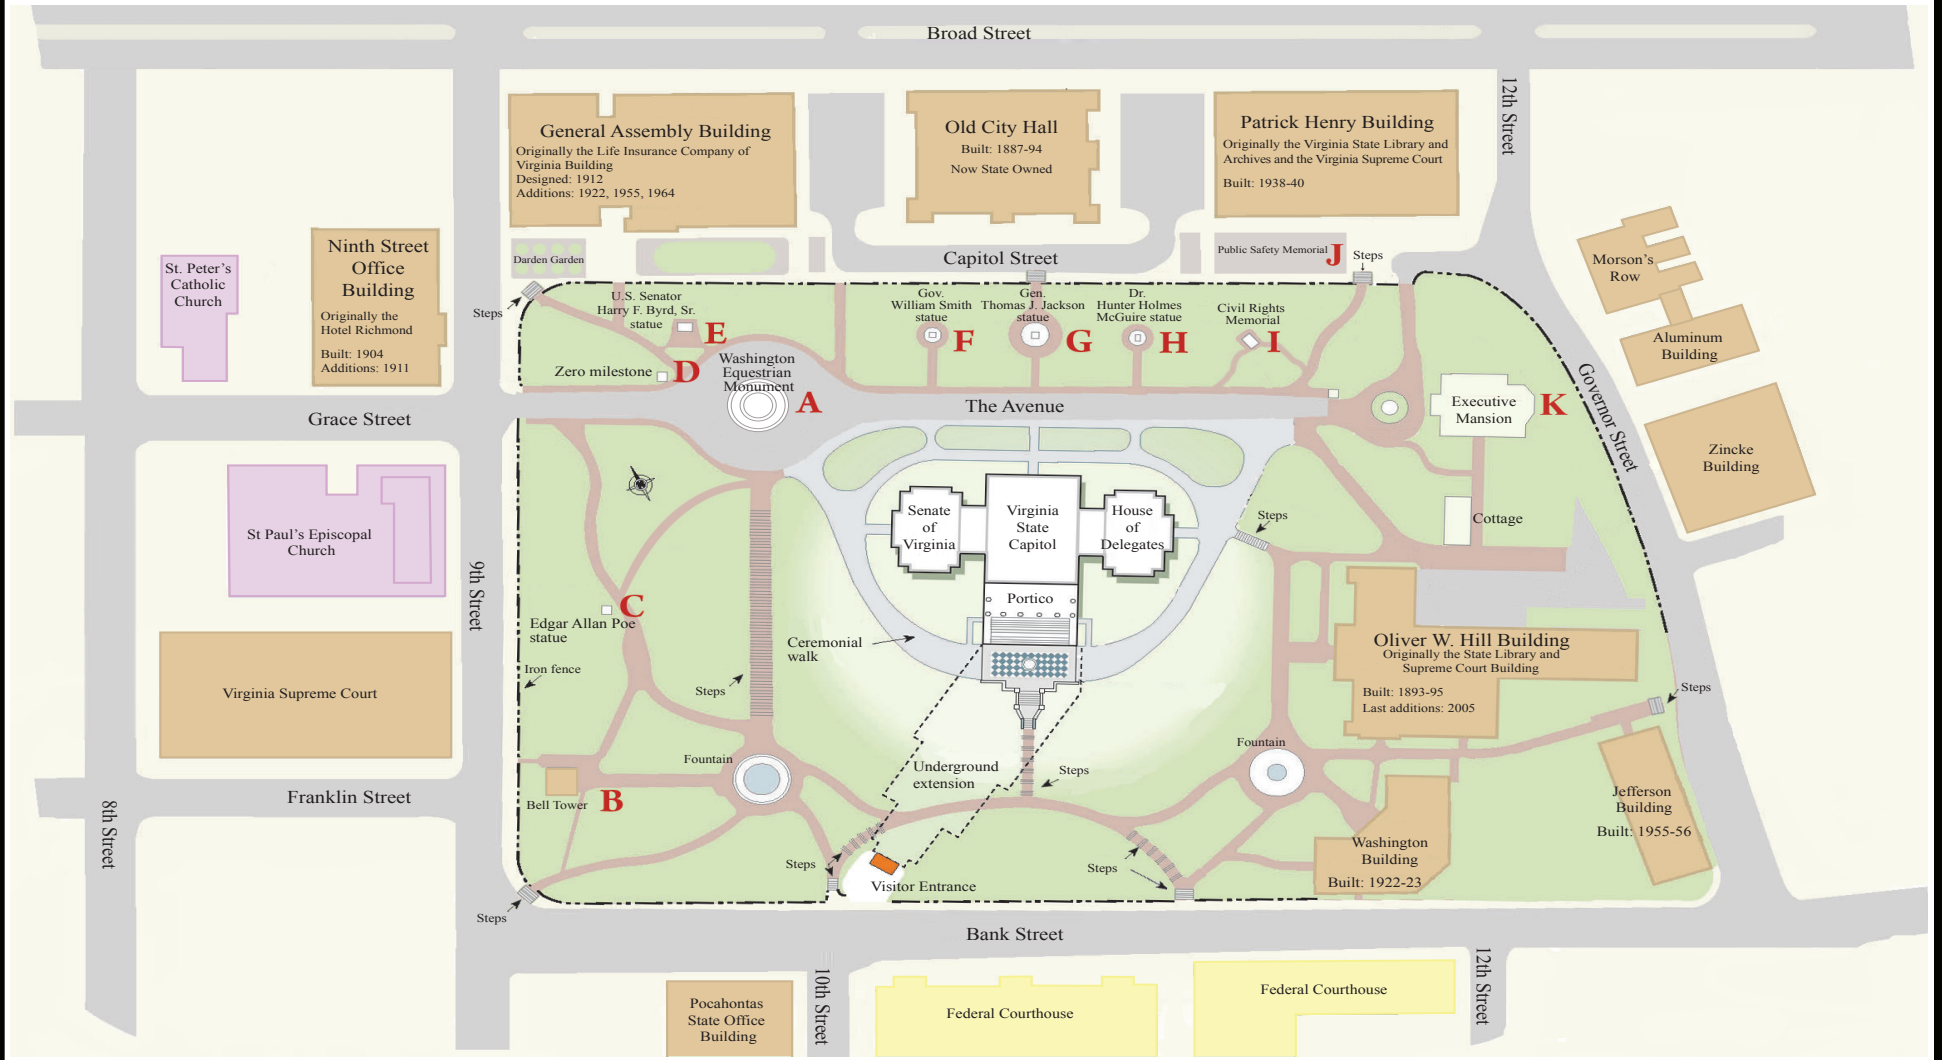 Broad Street
12th Street
General Assembly Building
Originally the Life Insurance Company of
Virginia Building
Designed: 1912
Additions: 1922, 1955, 1964
Old City Hall
Built: 1887-94
Now State Owned
Patrick Henry Building
Originally the Virginia State Library and
Archives and the Virginia Supreme Court
Built: 1938-40
Ninth Street
Office
Building
Originally the
Hotel Richmond
Built: 1904
Additions: 1911
St. Peter's
Catholic
Church
Darden Garden
Capitol Street
Public Safety Memorial
J
Steps
Morson's
Row
Aluminum
Building
Steps
U.S. Senator
Harry F. Byrd, Sr.
statue
E
Gov.
William Smith
statue
F
Gen.
Thomas J. Jackson
statue
G
Dr.
Hunter Holmes
McGuire statue
H
Civil Rights
Memorial
I
Zero milestone
D
Washington
Equestrian
Monument
A
The Avenue
Executive
Mansion
K
Governor Street
Grace Street
Zincke
Building
St Paul's Episcopal
Church
N
Senate
of
Virginia
Virginia
State
Capitol
House
of
Delegates
Steps
Cottage
9th Street
Portico
C
Edgar Allan Poe
statue
Ceremonial
walk
Oliver W. Hill Building
Originally the State Library and
Supreme Court Building
Built: 1893-95
Last additions: 2005
Iron fence
Virginia Supreme Court
Steps
Steps
Fountain
Underground
extension
Steps
Fountain
Franklin Street
8th Street
Bell Tower
B
Jefferson
Building
Built: 1955-56
Washington
Building
Built: 1922-23
Steps
Steps
Visitor Entrance
Steps
Bank Street
10th Street
12th Street
Pocahontas
State Office
Building
Federal Courthouse
Federal Courthouse